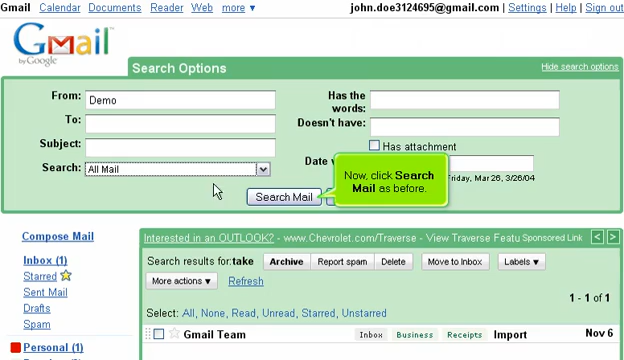 Gmail Calendar Documents Reader Web more ▼ john.doe3124695@gmail.com | Settings | Help | Sign out
Gmail
by Google
Search Options
Hide search options
From: Demo
Has the words:
To:
Doesn't have:
Subject:
Has attachment
Search: All Mail
Date
Friday, Mar 26, 3/26/04
Search Mail
Now, click Search
Mail as before.
Compose Mail
Interested in an OUTLOOK? - www.Chevrolet.com/Traverse - View Traverse Featu Sponsored Link < >
Inbox (1)
Starred
Sent Mail
Drafts
Spam
Personal (1)
Search results for: take Archive Report spam Delete Move to Inbox Labels ▼
More actions ▼ Refresh
1 - 1 of 1
Select: All, None, Read, Unread, Starred, Unstarred
Gmail Team Inbox Business Receipts Import Nov 6